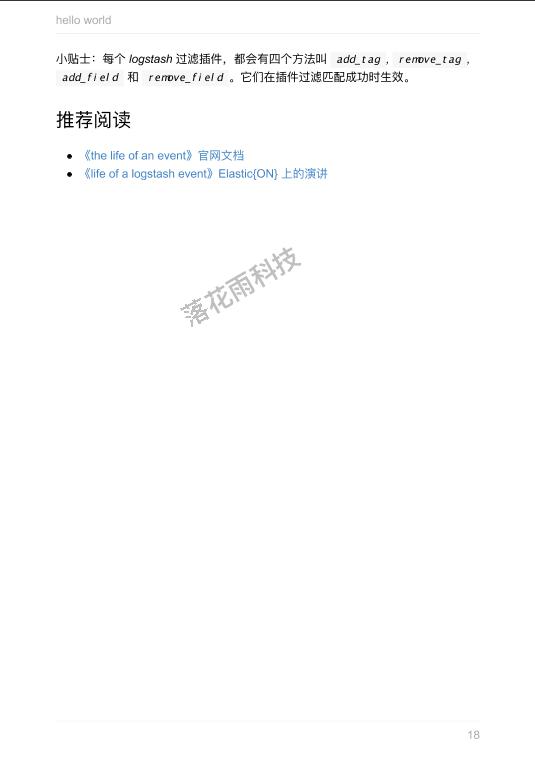 hello world
小贴士：每个 logstash 过滤插件，都会有四个方法叫 add_tag , remove_tag ,
add_field 和 remove_field 。它们在插件过滤匹配成功时生效。
推荐阅读
• 《the life of an event》官网文档
• 《life of a logstash event》Elastic{ON} 上的演讲
落花雨科技
18